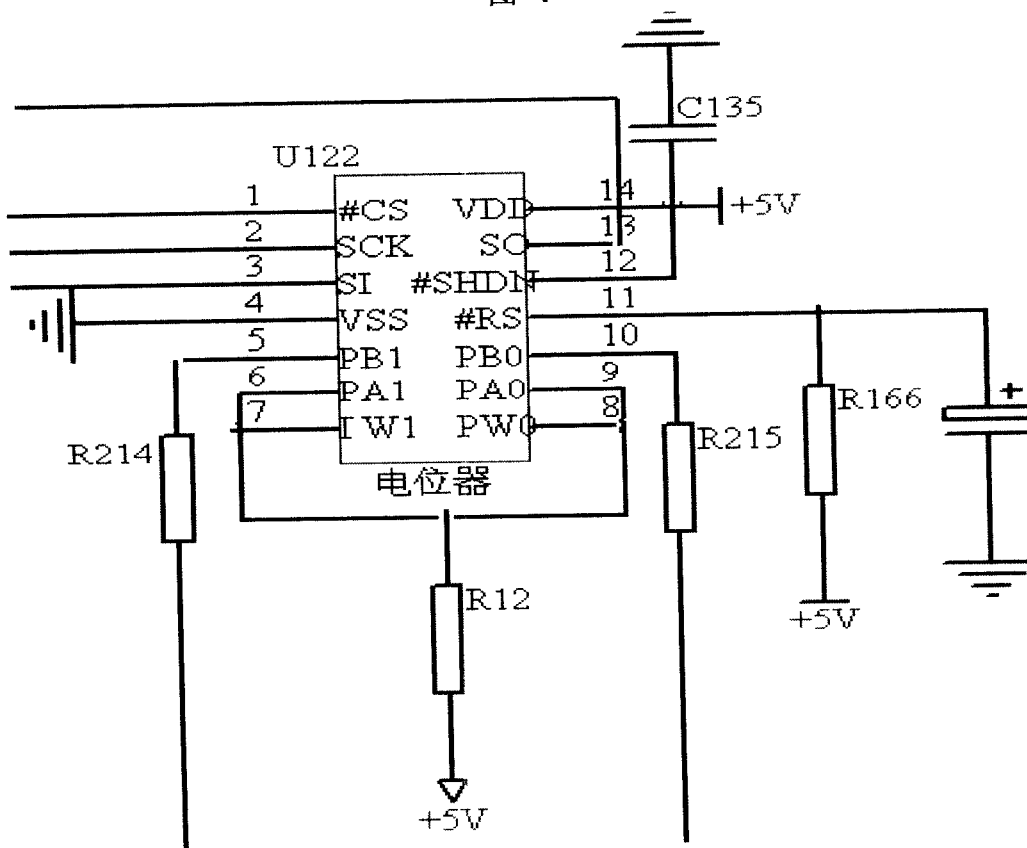 C135
U122
1 #CS VDD 14 +5V
2 SCK SO 13
3 SI #SHDN 12
4 VSS #RS 11
5 PB1 PB0 10
6 PA1 PA0 9
7 PW0 8
R214
R215
R166
+
电位器
R12
+5V
+5V